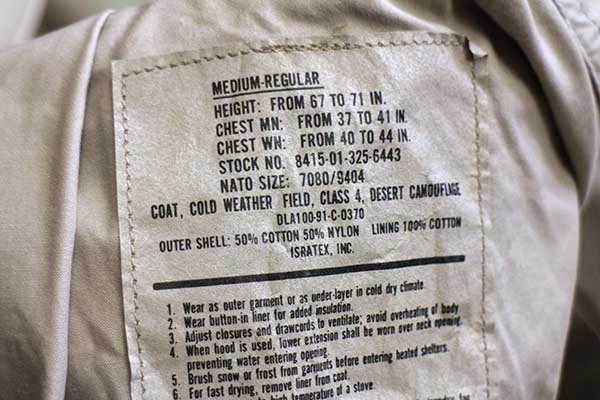 MEDIUM-REGULAR
HEIGHT: FROM 67 TO 71 IN.
CHEST MN: FROM 37 TO 41 IN.
CHEST WN: FROM 40 TO 44 IN.
STOCK NO. 8415-01-325-6443
NATO SIZE: 7080/9404
COAT, COLD WEATHER FIELD, CLASS 4, DESERT CAMOUFLAGE
DLA100-91-C-0370
OUTER SHELL: 50% COTTON 50% NYLON LINING 100% COTTON
ISRATEX, INC.
1. Wear as outer garment or as under-layer in cold dry climate.
2. Wear button-in liner for added insulation.
3. Adjust closures and drawcords to ventilate; avoid overheating of body
4. When hood is used, lower extension shall be worn over neck opening,
preventing water entering opening.
5. Brush snow or frost from garments before entering heated shelters.
6. For fast drying, remove liner from coat.
high temperature of a stove.